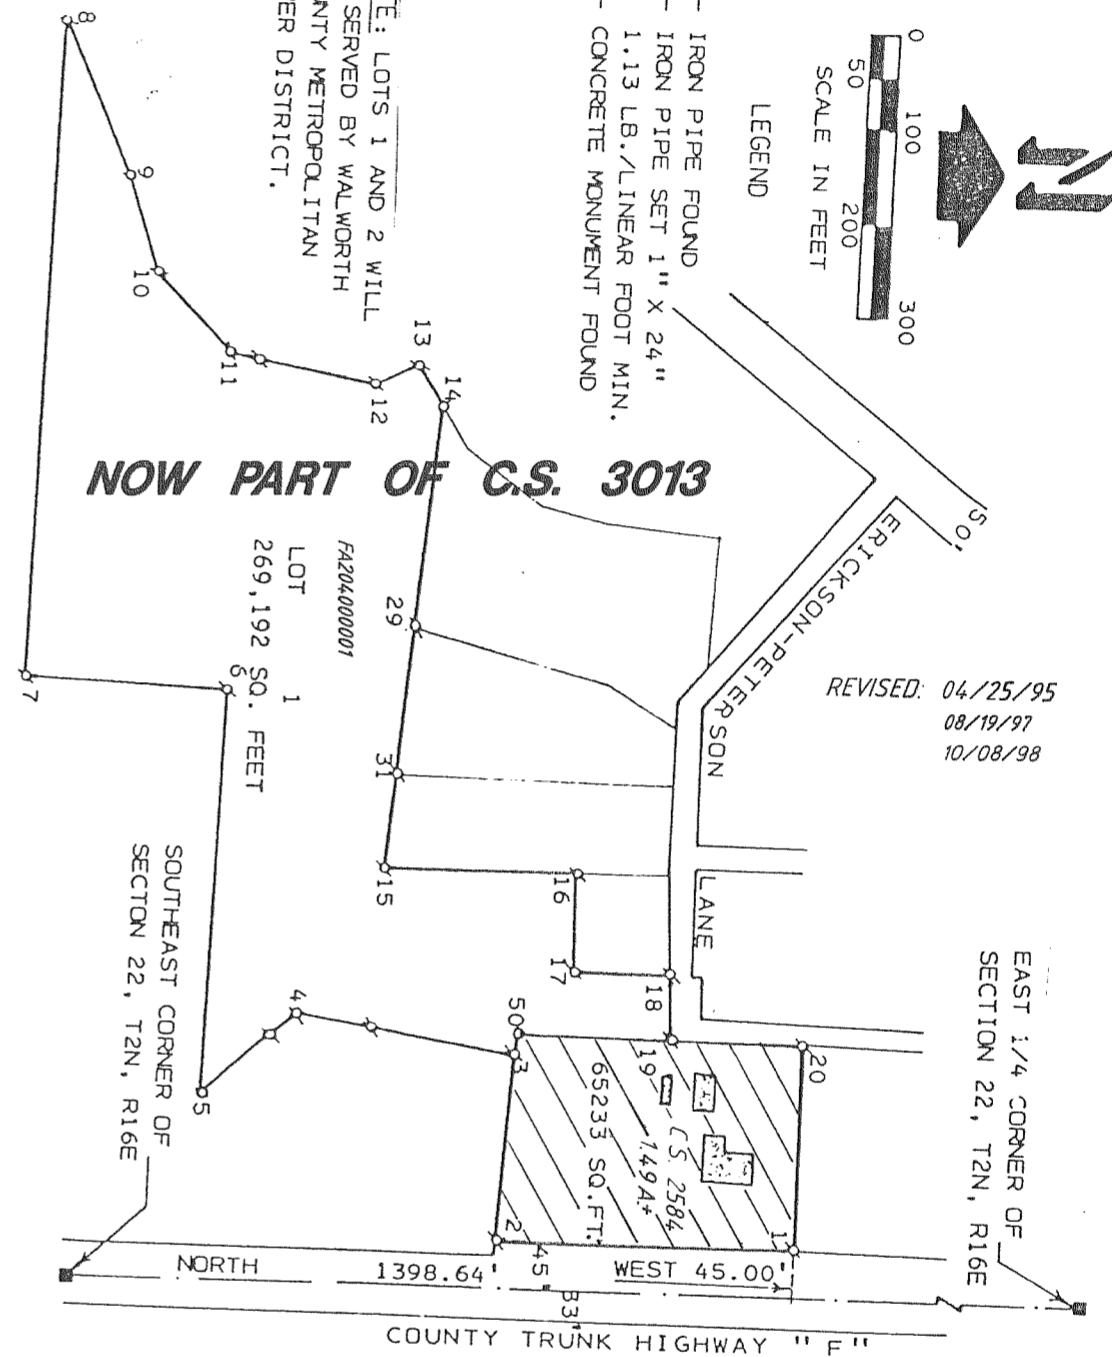 N
0 100 300
50 200
SCALE IN FEET
LEGEND
- IRON PIPE FOUND
- IRON PIPE SET 1" X 24"
1.13 LB./LINEAR FOOT MIN.
- CONCRETE MONUMENT FOUND
TE: LOTS 1 AND 2 WILL
SERVED BY WALWORTH
NTY METROPOLITAN
ER DISTRICT.
50'
ERICKSON-PETERSON
LANE
REVISED: 04/25/95
08/19/97
10/08/98
NOW PART OF C.S. 3013
FA204000001
LOT 1
269,192 SQ. FEET
8
9
10
11
12
13
14
29
31
15
16
17
18
19
20
50
3
4
5
6
7
1
2
C.S. 2584
1.49 A±
65233 SQ.FT.
EAST 1/4 CORNER OF
SECTION 22, T2N, R16E
SOUTHEAST CORNER OF
SECTON 22, T2N, R16E
NORTH 1398.64'
WEST 45.00'
45'
33'
COUNTY TRUNK HIGHWAY "F"